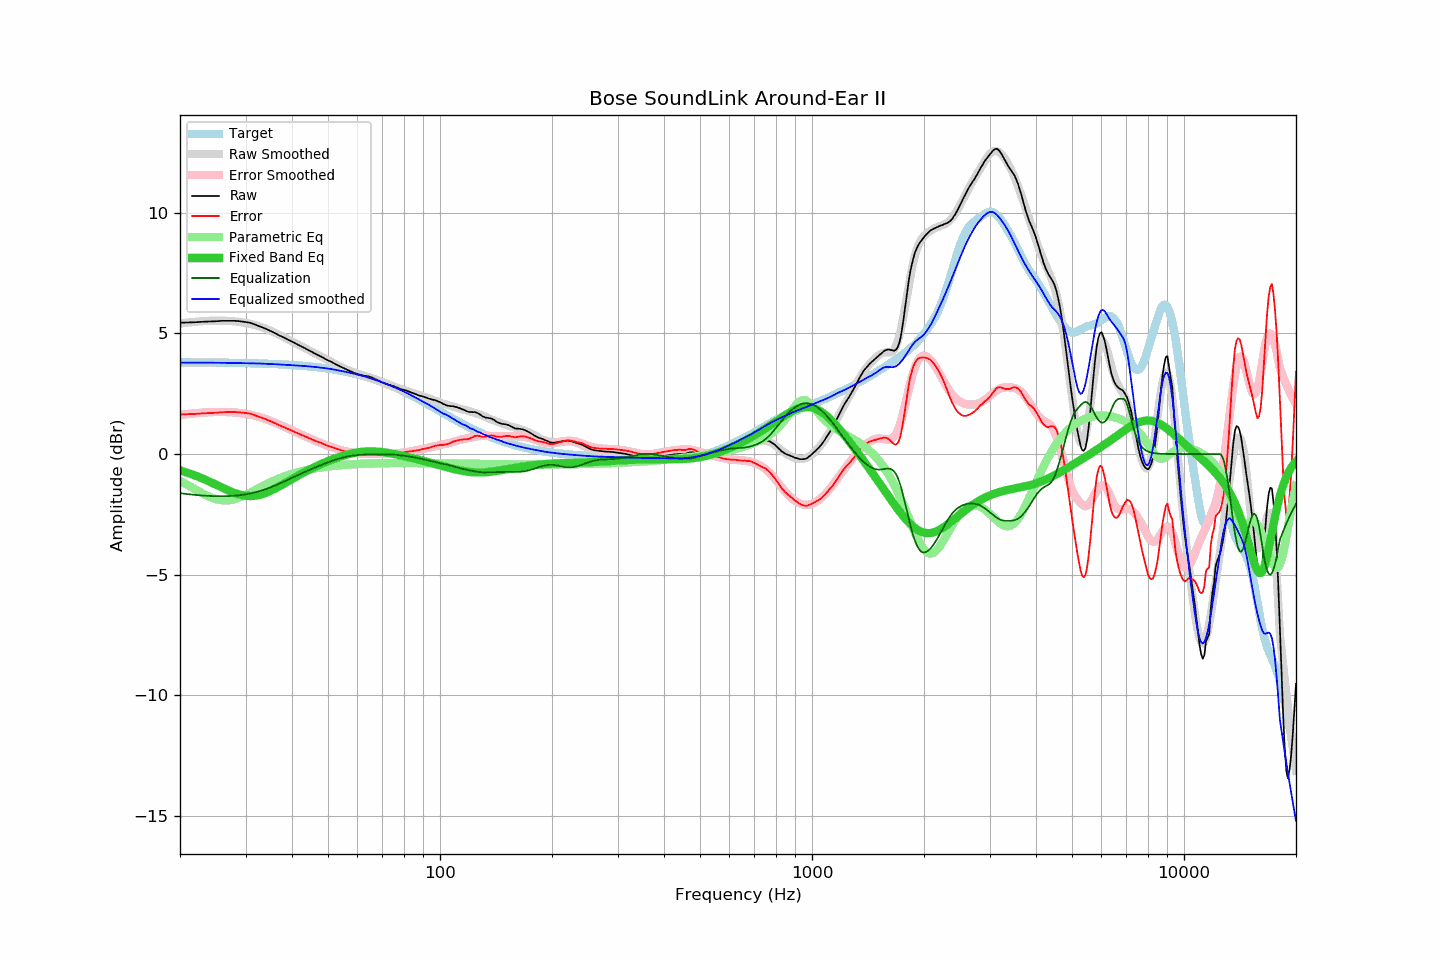 Bose SoundLink Around-Ear II
Target
Raw Smoothed
Error Smoothed
Raw
Error
Parametric Eq
Fixed Band Eq
Equalization
Equalized smoothed
10
5
0
−5
−10
−15
Amplitude (dBr)
100
1000
10000
Frequency (Hz)